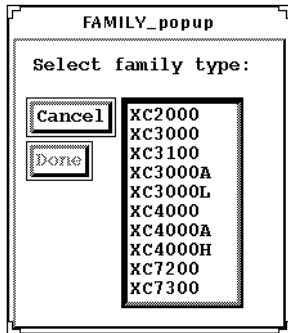 FAMILY_popup
Select family type:
Cancel
Done
XC2000
XC3000
XC3100
XC3000A
XC3000L
XC4000
XC4000A
XC4000H
XC7200
XC7300